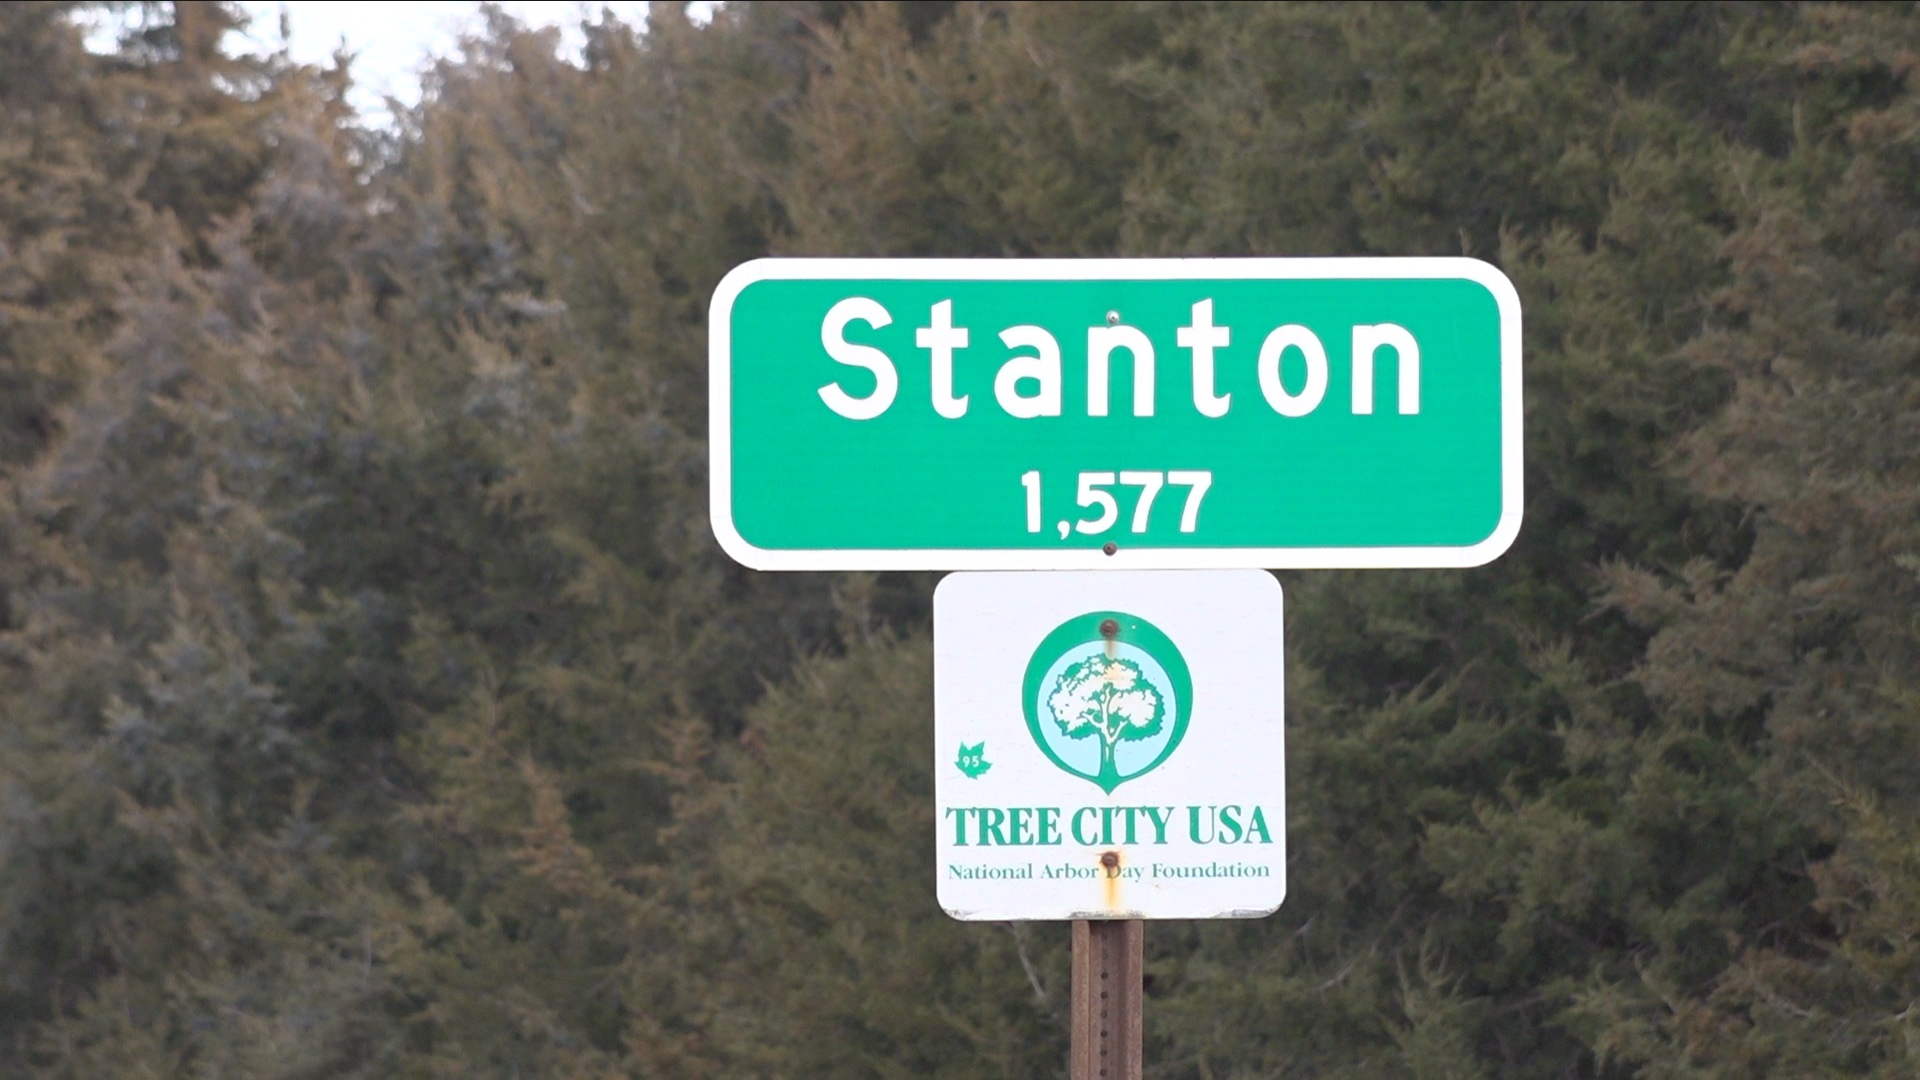 Stanton
1,577
95
TREE CITY USA
National Arbor Day Foundation